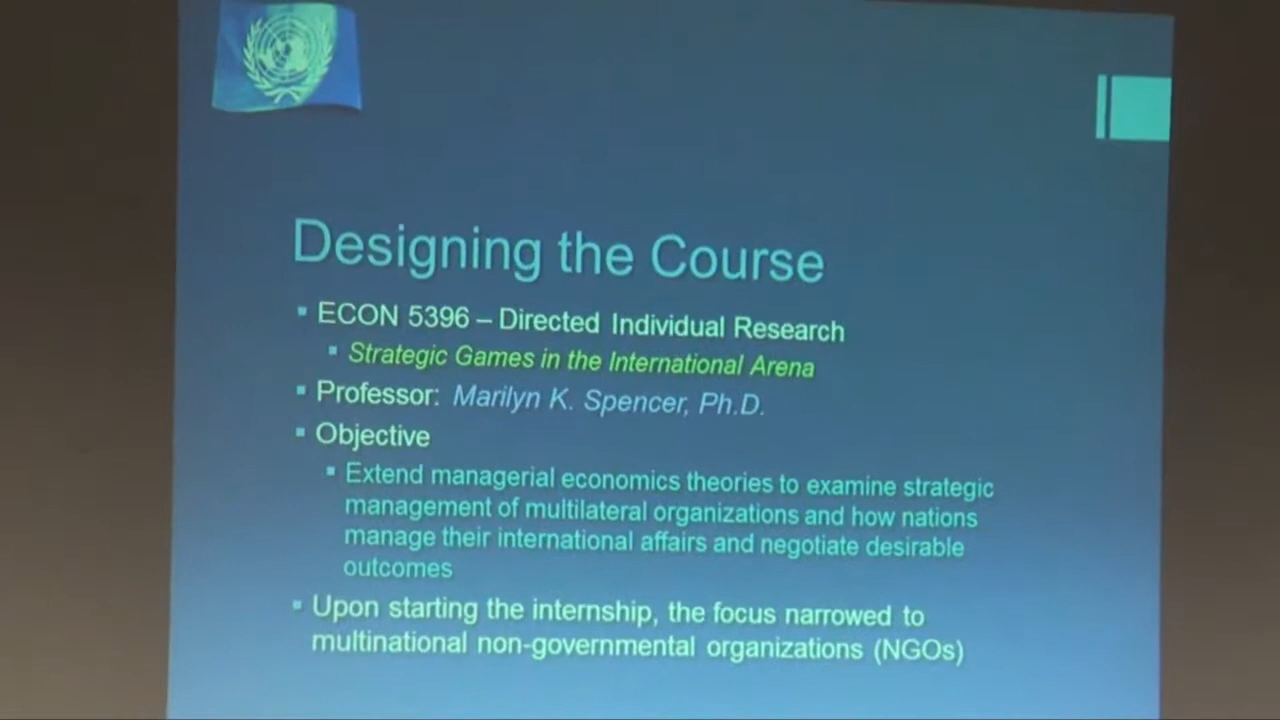 Designing the Course
ECON 5396 – Directed Individual Research
Strategic Games in the International Arena
Professor: Marilyn K. Spencer, Ph.D.
Objective
Extend managerial economics theories to examine strategic
management of multilateral organizations and how nations
manage their international affairs and negotiate desirable
outcomes
Upon starting the internship, the focus narrowed to
multinational non-governmental organizations (NGOs)